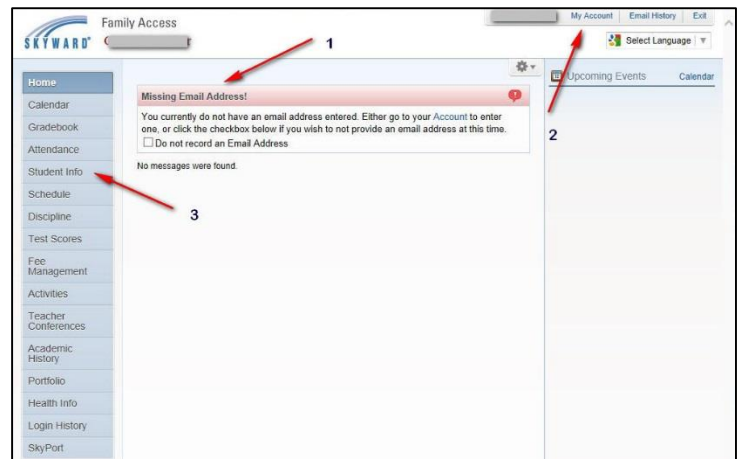 Family Access
SKYWARD®
My Account
Email History
Exit
Select Language
1
2
3
Home
Calendar
Gradebook
Attendance
Student Info
Schedule
Discipline
Test Scores
Fee
Management
Activities
Teacher
Conferences
Academic
History
Portfolio
Health Info
Login History
SkyPort
Missing Email Address!
You currently do not have an email address entered. Either go to your Account to enter
one, or click the checkbox below if you wish to not provide an email address at this time.
Do not record an Email Address
No messages were found.
Upcoming Events
Calendar